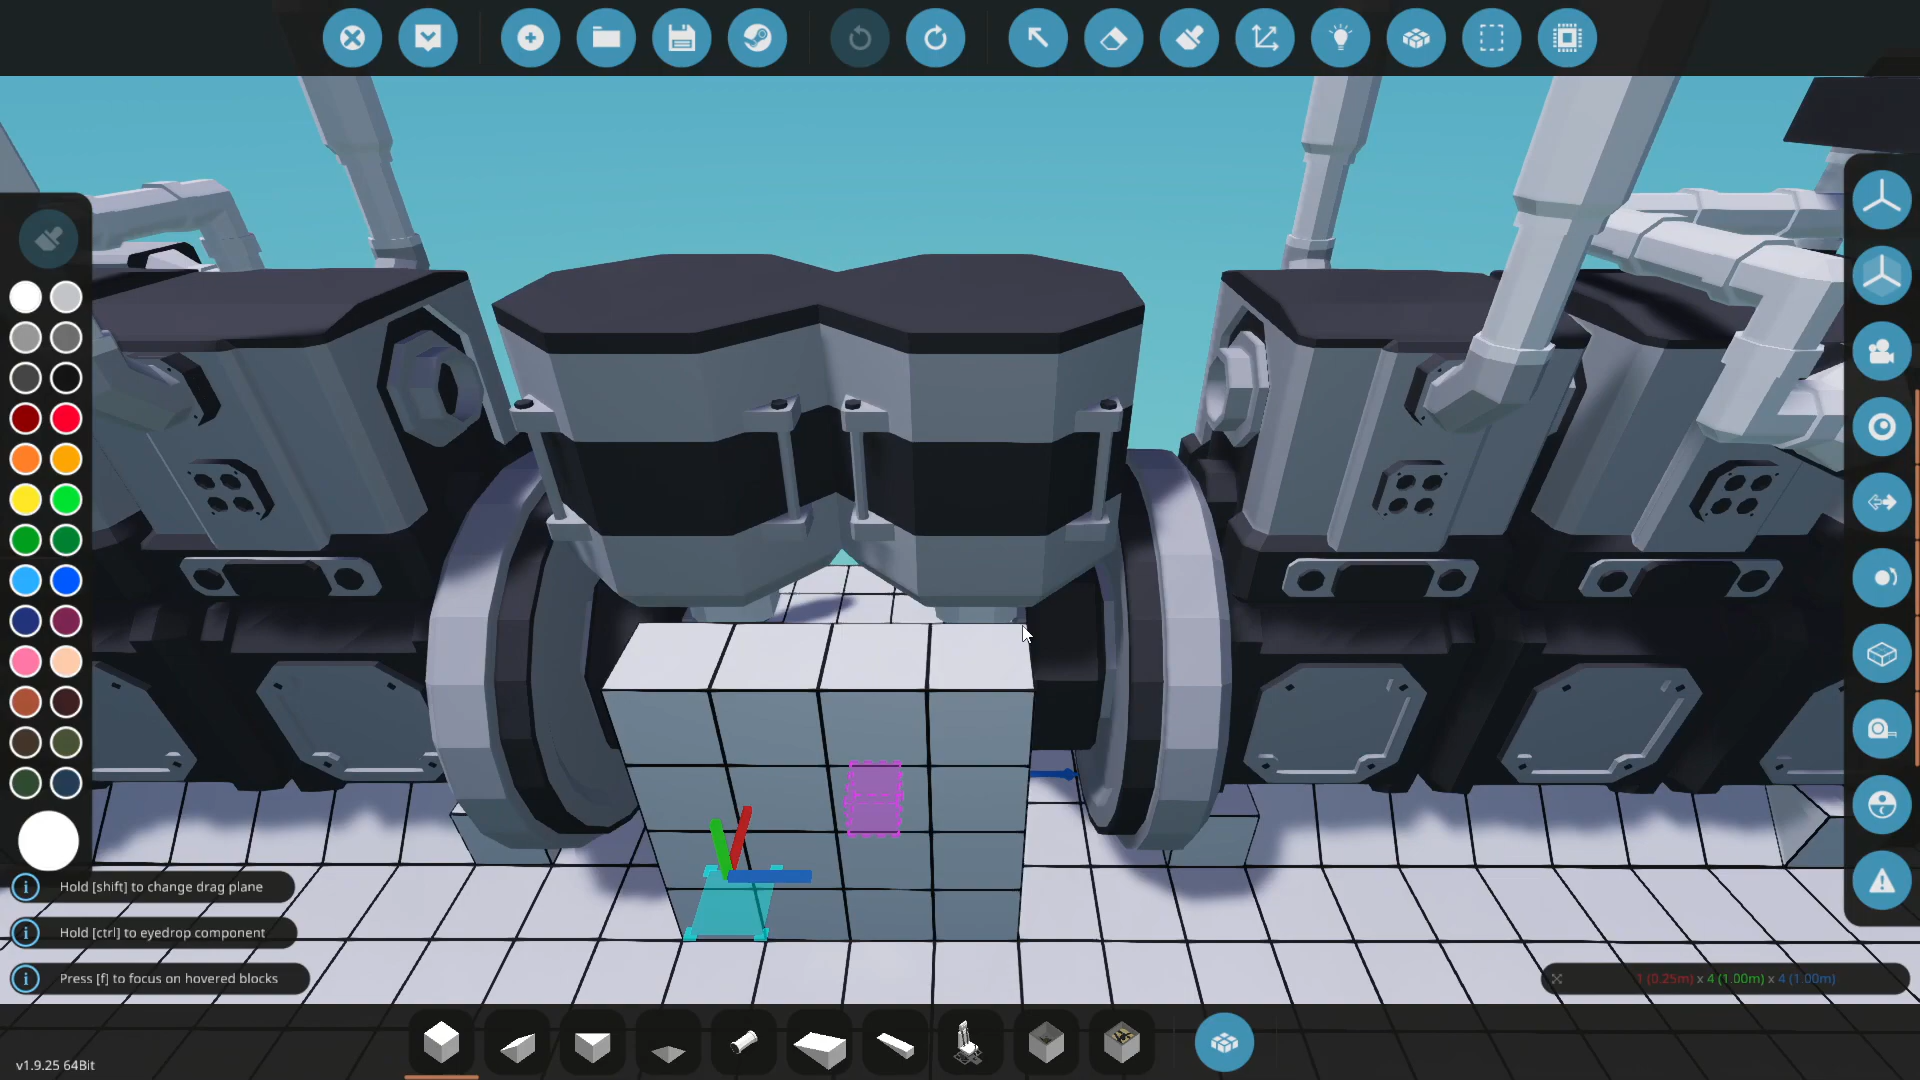 Hold [shift] to change drag plane
Hold [ctrl] to eyedrop component
Press [f] to focus on hovered blocks
1 (0.25m) x 4 (1.00m) x 4 (1.00m)
v1.9.25 64Bit